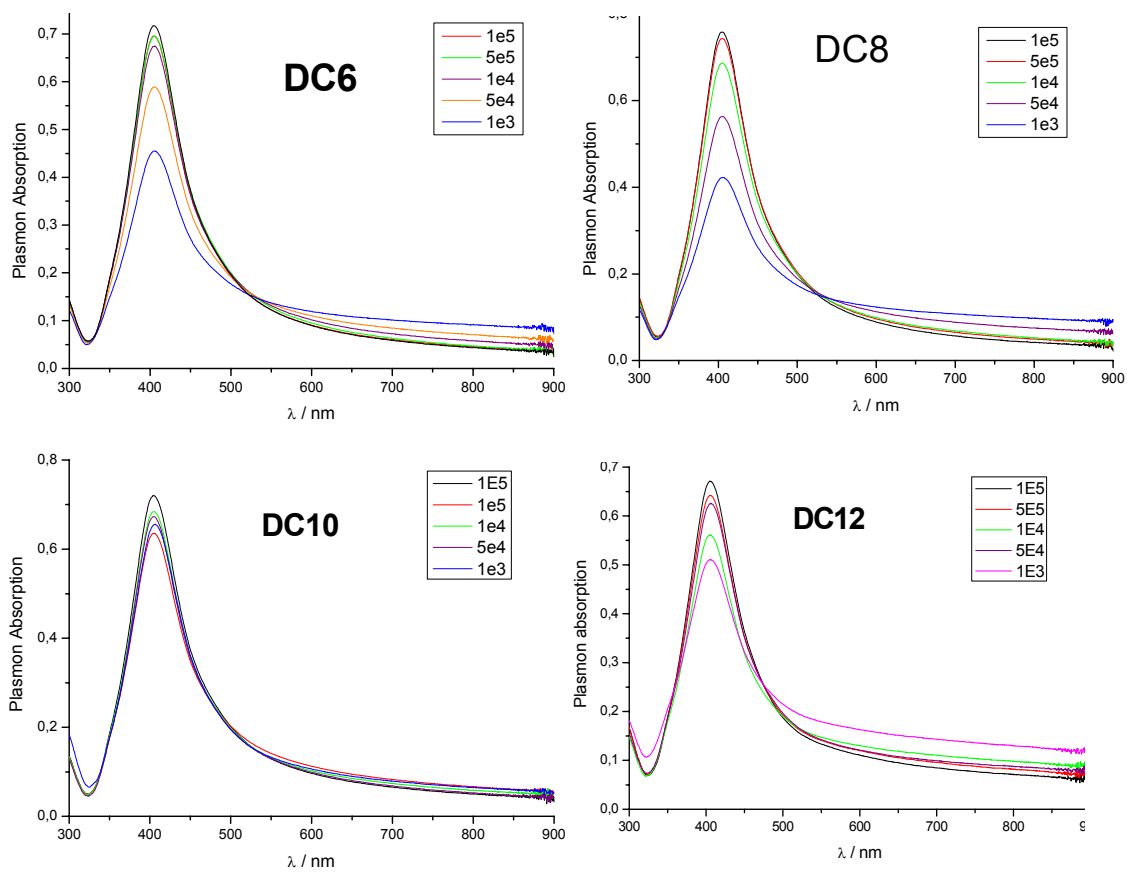 0,7
0,6
0,5
0,4
0,3
0,2
0,1
0,0
Plasmon Absorption
DC6
1e5
5e5
1e4
5e4
1e3
300 400 500 600 700 800 900
λ / nm
0,6
0,4
0,2
0,0
Plasmon Absorption
DC8
1e5
5e5
1e4
5e4
1e3
300 400 500 600 700 800 900
λ / nm
0,8
0,6
0,4
0,2
0,0
Plasmon Absorption
DC10
1E5
1e5
1e4
5e4
1e3
300 400 500 600 700 800 900
λ / nm
0,7
0,6
0,5
0,4
0,3
0,2
0,1
0,0
Plasmon absorption
DC12
1E5
5E5
1E4
5E4
1E3
300 400 500 600 700 800
λ / nm